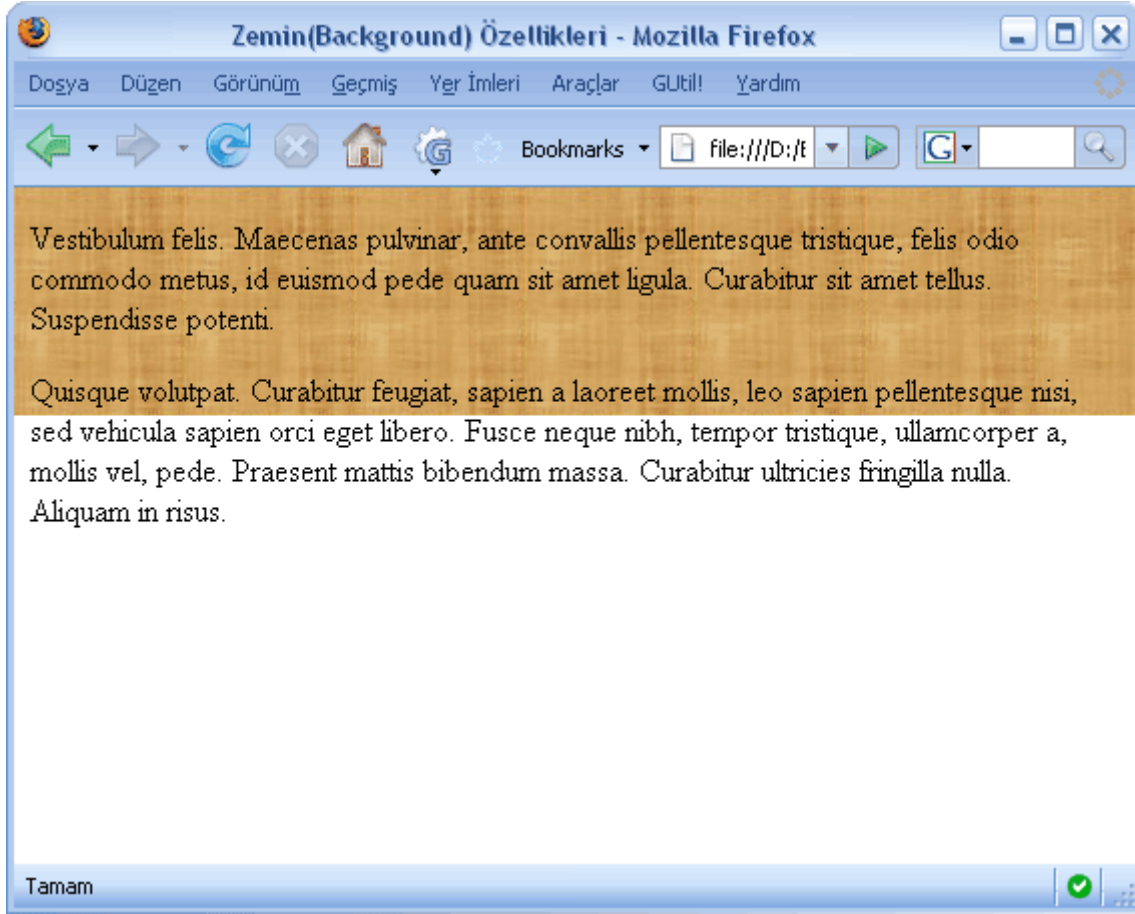 Zemin(Background) Özellikleri - Mozilla Firefox
Dosya Düzen Görünüm Geçmiş Yer İmleri Araçlar GUtil! Yardım
G Bookmarks file:///D:/E G
Vestibulum felis. Maecenas pulvinar, ante convallis pellentesque tristique, felis odio
commodo metus, id euismod pede quam sit amet ligula. Curabitur sit amet tellus.
Suspendisse potenti.
Quisque volutpat. Curabitur feugiat, sapien a laoreet mollis, leo sapien pellentesque nisi,
sed vehicula sapien orci eget libero. Fusce neque nibh, tempor tristique, ullamcorper a,
mollis vel, pede. Praesent mattis bibendum massa. Curabitur ultricies fringilla nulla.
Aliquam in risus.
Tamam